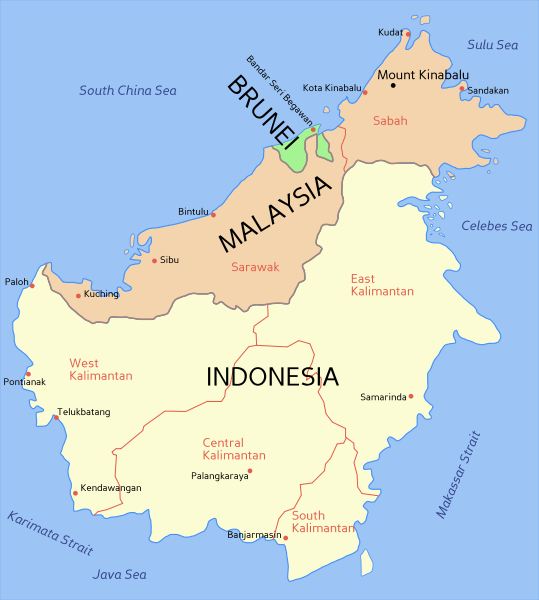 Kudat
Sulu Sea
Bandar Seri Begawan
Mount Kinabalu
South China Sea
BRUNEI
Kota Kinabalu
Sandakan
Sabah
MALAYSIA
Bintulu
Celebes Sea
Sibu
Sarawak
Paloh
Kuching
East
Kalimantan
West
Kalimantan
INDONESIA
Pontianak
Samarinda
Telukbatang
Central
Kalimantan
Palangkaraya
Makassar Strait
Kendawangan
South
Kalimantan
Karimata Strait
Banjarmasin
Java Sea